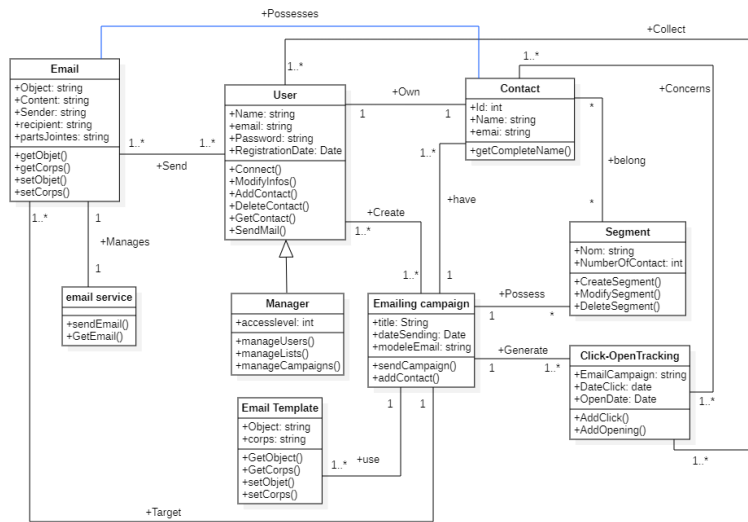 +Possesses
+Collect
Email
+Object: string
+Content: string
+Sender: string
+recipient: string
+partsJointes: string
+getObjet()
+getCorps()
+setObjet()
+setCorps()
1..*
1..*
+Send
1..*
User
+Name: string
+email: string
+Password: string
+RegistrationDate: Date
+Connect()
+ModifyInfos()
+AddContact()
+DeleteContact()
+GetContact()
+SendMail()
1..*
+Own
1
1
Contact
+Id: int
+Name: string
+emai: string
+getCompleteName()
1..*
+Concerns
*
+belong
*
1..*
+have
1
1..*
1
+Manages
1
email service
+sendEmail()
+GetEmail()
+Create
1..*
1..*
Segment
+Nom: string
+NumberOfContact: int
+CreateSegment()
+ModifySegment()
+DeleteSegment()
Manager
+accesslevel: int
+manageUsers()
+manageLists()
+manageCampaigns()
Emailing campaign
+title: String
+dateSending: Date
+modeleEmail: string
+sendCampaign()
+addContact()
+Possess
1
*
+Generate
1
1..*
Click-OpenTracking
+EmailCampaign: string
+DateClick: date
+OpenDate: Date
+AddClick()
+AddOpening()
1..*
1..*
Email Template
+Object: string
+corps: string
+GetObject()
+GetCorps()
+setObjet()
+setCorps()
1
1
1..*
+use
+Target